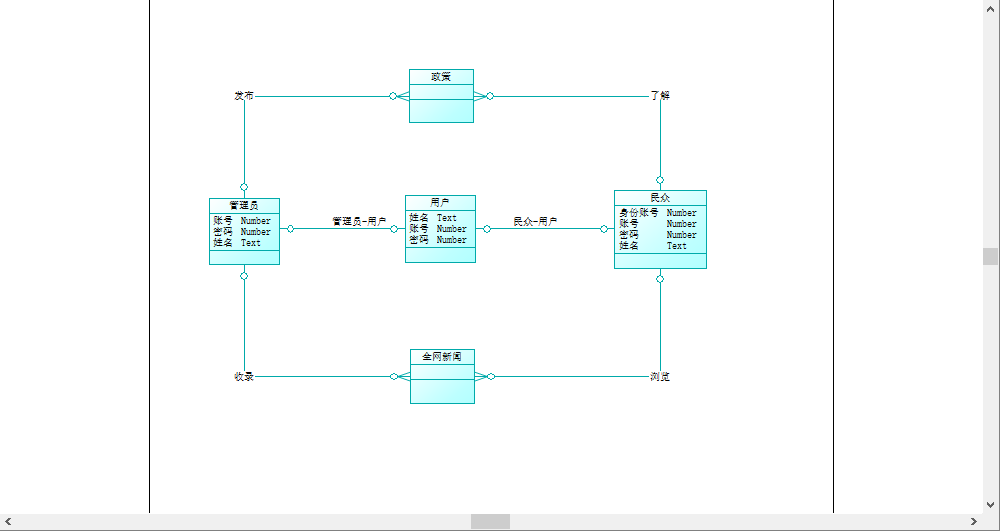 政策
发布
了解
管理员
账号 Number
密码 Number
姓名 Text
管理员-用户
用户
姓名 Text
账号 Number
密码 Number
民众-用户
民众
身份账号 Number
账号 Number
密码 Number
姓名 Text
全网新闻
收录
浏览